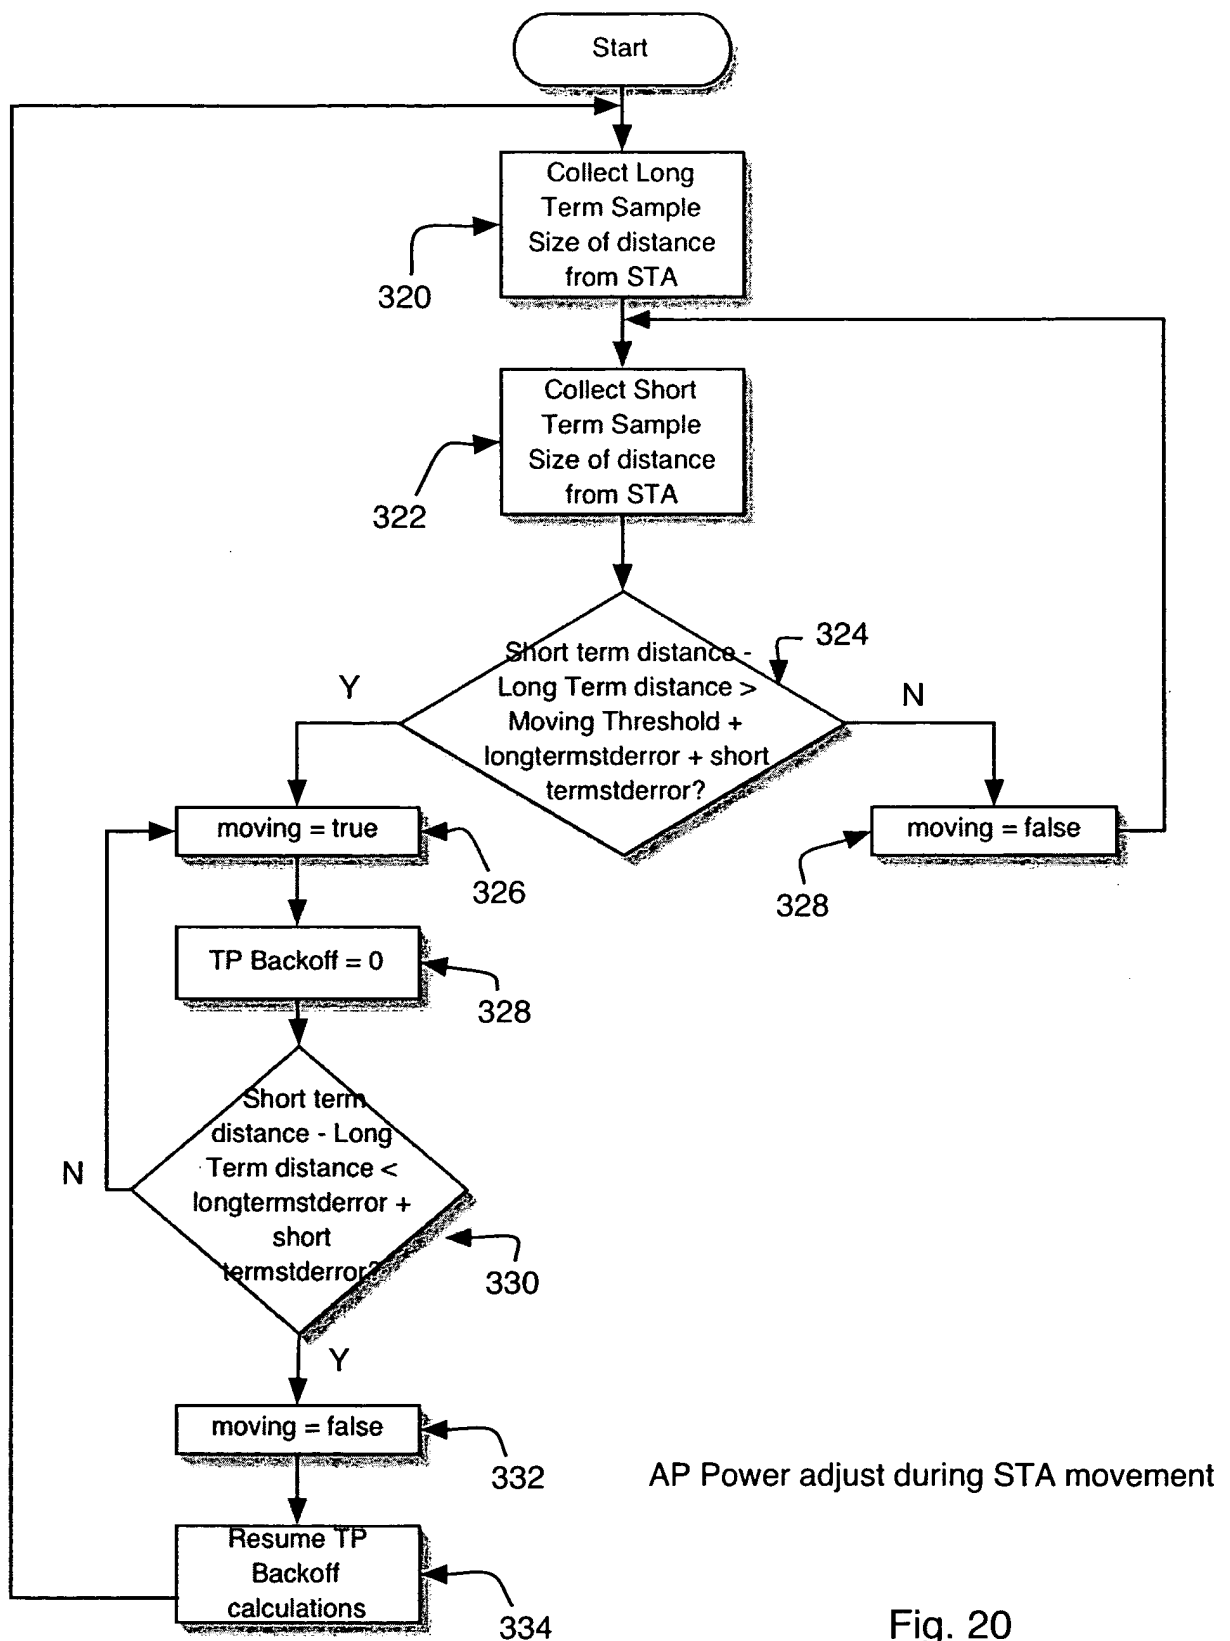 Start
Collect Long
Term Sample
Size of distance
from STA
320
Collect Short
Term Sample
Size of distance
from STA
322
Short term distance -
Long Term distance >
Moving Threshold +
longtermstderror + short
termstderror?
324
Y
N
moving = true
326
moving = false
328
TP Backoff = 0
328
Short term
distance - Long
Term distance <
longtermstderror +
short
termstderror?
N
330
Y
moving = false
332
AP Power adjust during STA movement
Resume TP
Backoff
calculations
334
Fig. 20